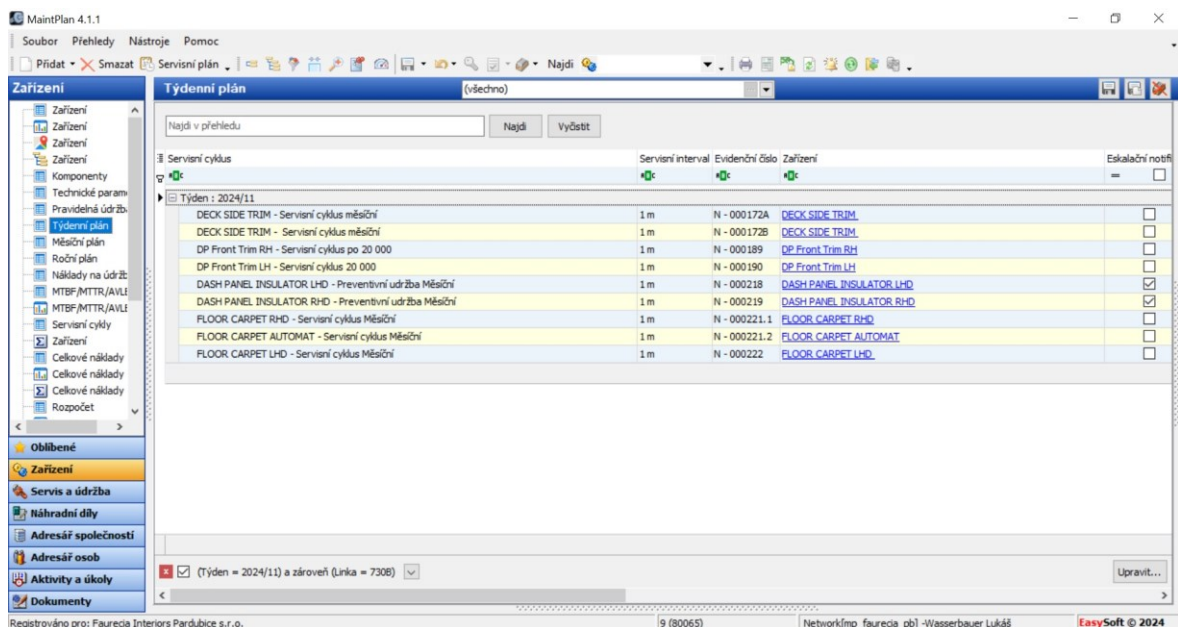 MaintPlan 4.1.1
Soubor Přehledy Nástroje Pomoc
Přidat Smazat Servisní plán Najdi
Zařízení
Týdenní plán (všechno)
Zařízení
Zařízení
Zařízení
Zařízení
Komponenty
Technické param
Pravidelná údržb
Týdenní plán
Měsíční plán
Roční plán
Náklady na údržb
MTBF/MTTR/AVLB
MTBF/MTTR/AVLB
Servisní cykly
Zařízení
Celkové náklady
Celkové náklady
Celkové náklady
Rozpočet
Oblíbené
Zařízení
Servis a údržba
Náhradní díly
Adresář společností
Adresář osob
Aktivity a úkoly
Dokumenty
Najdi v přehledu Najdi Vyčistit
Servisní cyklus Servisní interval Evidenční číslo Zařízení Eskalační notifi
Týden : 2024/11
DECK SIDE TRIM - Servisní cyklus měsíční 1 m N - 000172A DECK SIDE TRIM
DECK SIDE TRIM - Servisní cyklus měsíční 1 m N - 000172B DECK SIDE TRIM
DP Front Trim RH - Servisní cyklus po 20 000 1 m N - 000189 DP Front Trim RH
DP Front Trim LH - Servisní cyklus 20 000 1 m N - 000190 DP Front Trim LH
DASH PANEL INSULATOR LHD - Preventivní udržba Měsíční 1 m N - 000218 DASH PANEL INSULATOR LHD
DASH PANEL INSULATOR RHD - Preventivní udržba Měsíční 1 m N - 000219 DASH PANEL INSULATOR RHD
FLOOR CARPET RHD - Servisní cyklus Měsíční 1 m N - 000221.1 FLOOR CARPET RHD
FLOOR CARPET AUTOMAT - Servisní cyklus Měsíční 1 m N - 000221.2 FLOOR CARPET AUTOMAT
FLOOR CARPET LHD - Servisní cyklus Měsíční 1 m N - 000222 FLOOR CARPET LHD
(Týden = 2024/11) a zároveň (Linka = 730B) Upravit...
Registrováno pro: Faurecia Interiors Pardubice s.r.o. 9 (80065) Network[mp_faurecia_pb] -Wasserbauer Lukáš EasySoft © 2024